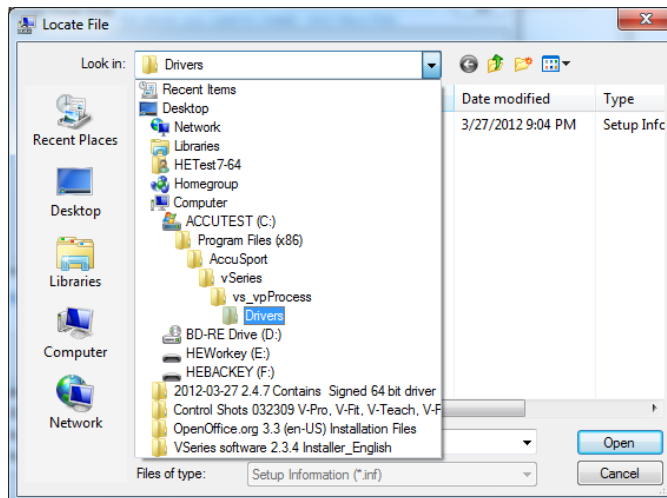 Locate File
Look in: Drivers
Recent Items
Desktop
Network
Libraries
HETest7-64
Homegroup
Computer
ACCUTEST (C:)
Program Files (x86)
AccuSport
vSeries
vs_vpProcess
Drivers
BD-RE Drive (D:)
HEWorkey (E:)
HEBACKEY (F:)
2012-03-27 2.4.7 Contains Signed 64 bit driver
Control Shots 032309 V-Pro, V-Fit, V-Teach, V-F
OpenOffice.org 3.3 (en-US) Installation Files
VSeries software 2.3.4 Installer_English
Recent Places
Desktop
Libraries
Computer
Network
Date modified Type
3/27/2012 9:04 PM Setup Info
Open
Files of type: Setup Information (*.inf) Cancel